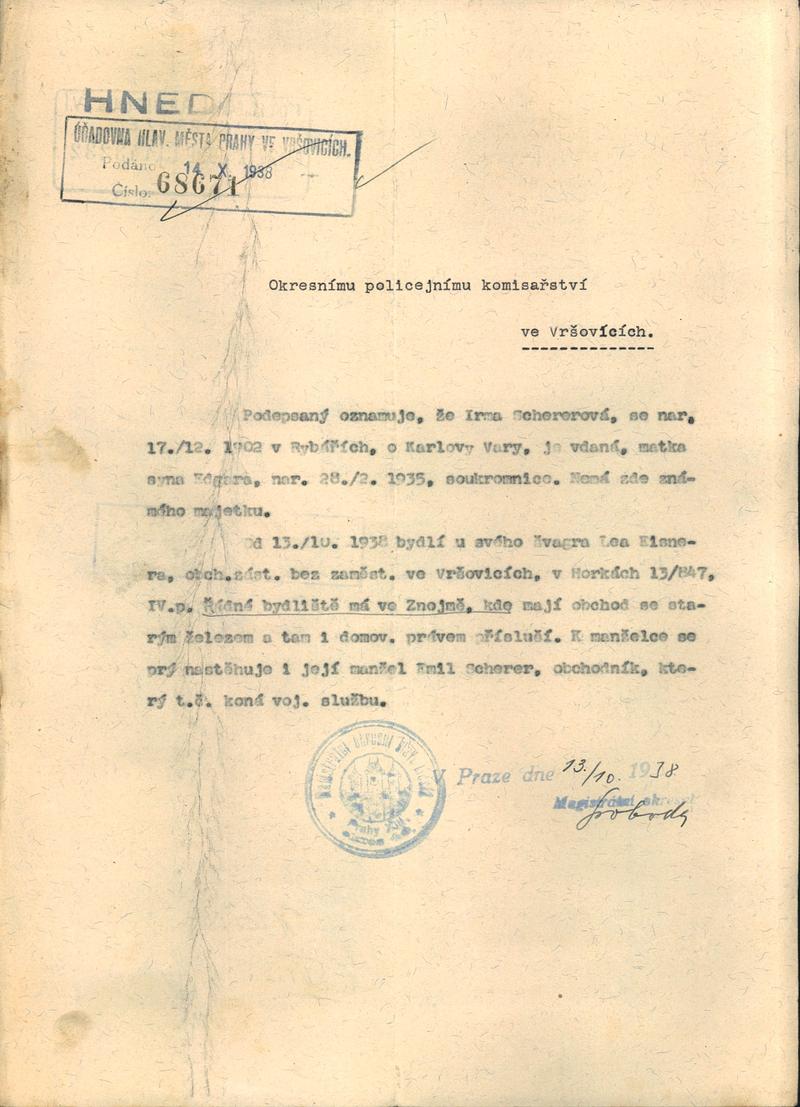 HNED
ÚŘADOVNA HLAV. MĚSTA PRAHY VE VRŠOVICÍCH.
Podáno 14 X. 1938
Číslo: 68671
Okresnímu policejnímu komisařství
ve Vršovících.
Podepsaný oznamuje, že Irma Schererová, se nar,
17./12. 1902 v Rybářích, o Karlovy Vary, je vdaná, matka
syna Edgara, nar. 28./2. 1935, soukromnice. Nemá zde zná-
mého majetku.
Od 13./10. 1938 bydlí u svého švagra Lea Eisne-
ra, obch.zást. bez zaměst. ve Vršovicích, v Horkách 13/847,
IV.p. Řádné bydliště má ve Znojmě, kde mají obchod se sta-
rým železem a tam i domov. právem přísluší. K manželce se
prý nastěhuje i její manžel Emil Scherer, obchodník, kte-
rý t.č. koná voj. službu.
V Praze dne 13./10. 1938
Svoboda
Prahy XIII